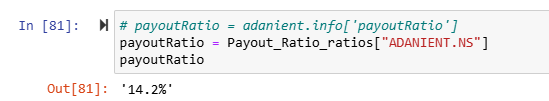 In [81]: # payoutRatio = adanient.info['payoutRatio']
payoutRatio = Payout_Ratio_ratios["ADANIENT.NS"]
payoutRatio
Out[81]: '14.2%'